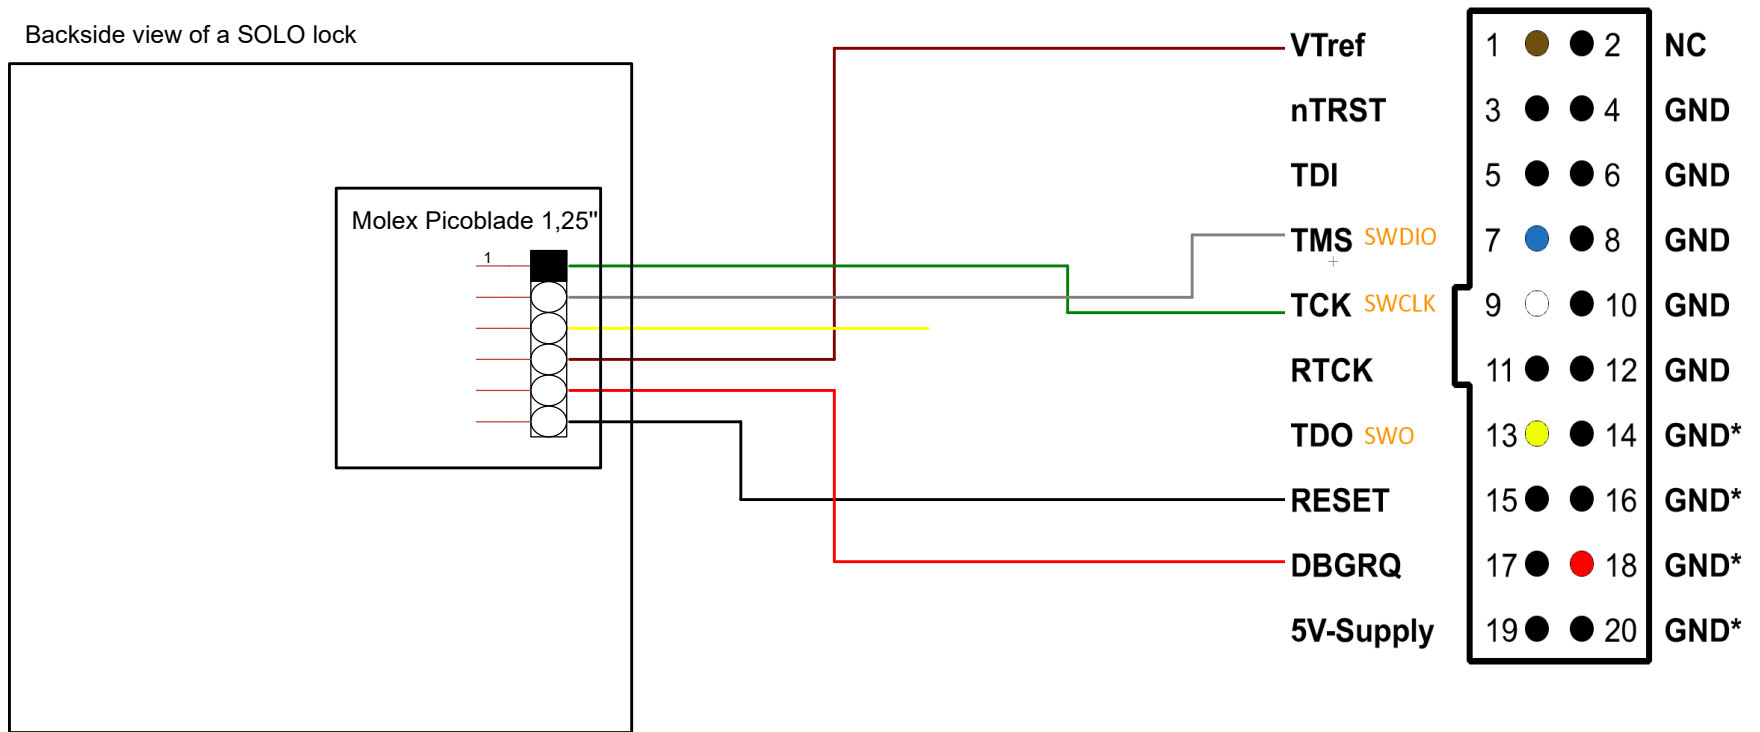 Backside view of a SOLO lock
Molex Picoblade 1,25"
1
VTref 1 2 NC
nTRST 3 4 GND
TDI 5 6 GND
TMS SWDIO 7 8 GND
TCK SWCLK 9 10 GND
RTCK 11 12 GND
TDO SWO 13 14 GND*
RESET 15 16 GND*
DBGRQ 17 18 GND*
5V-Supply 19 20 GND*